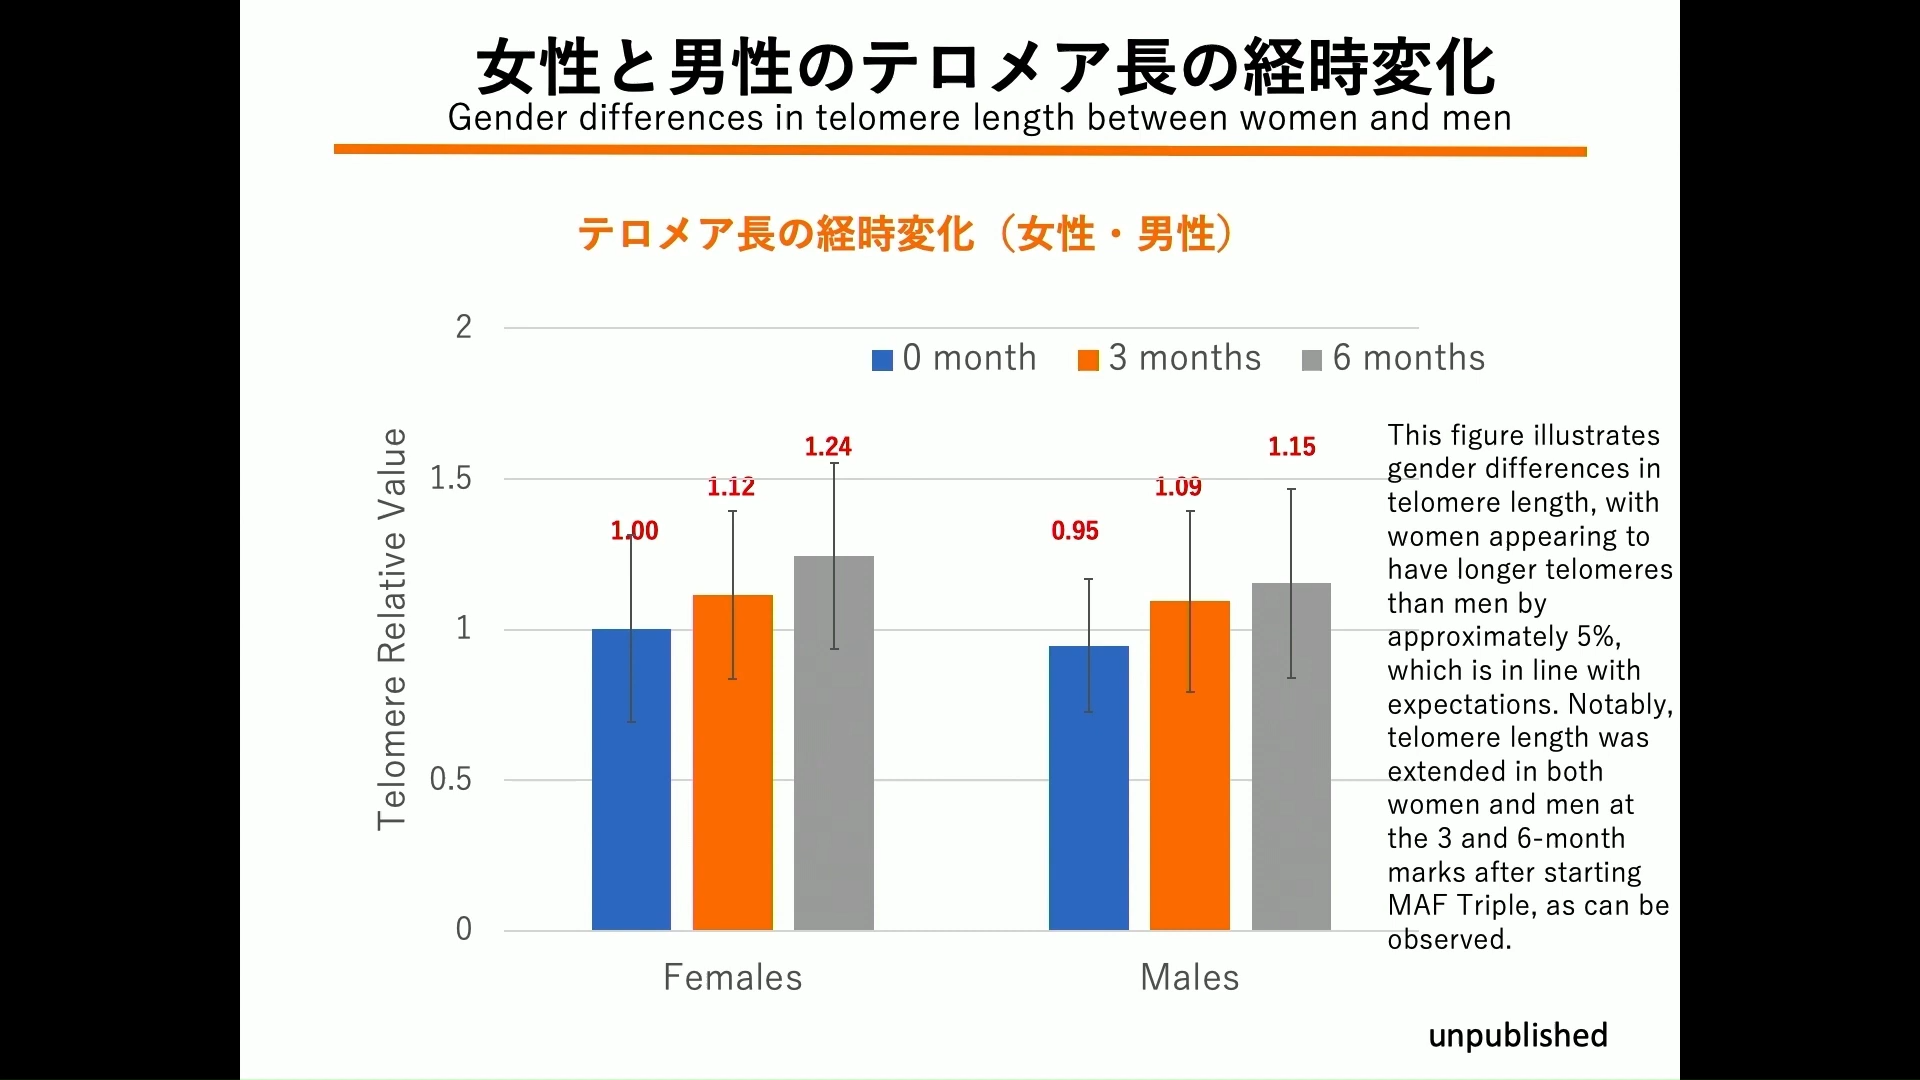 女性と男性のテロメア長の経時変化
Gender differences in telomere length between women and men
テロメア長の経時変化（女性・男性）
2
0 month 3 months 6 months
1.5
1
0.5
0
Telomere Relative Value
1.00
1.12
1.24
0.95
1.09
1.15
Females
Males
This figure illustrates
gender differences in
telomere length, with
women appearing to
have longer telomeres
than men by
approximately 5%,
which is in line with
expectations. Notably,
telomere length was
extended in both
women and men at
the 3 and 6-month
marks after starting
MAF Triple, as can be
observed.
unpublished